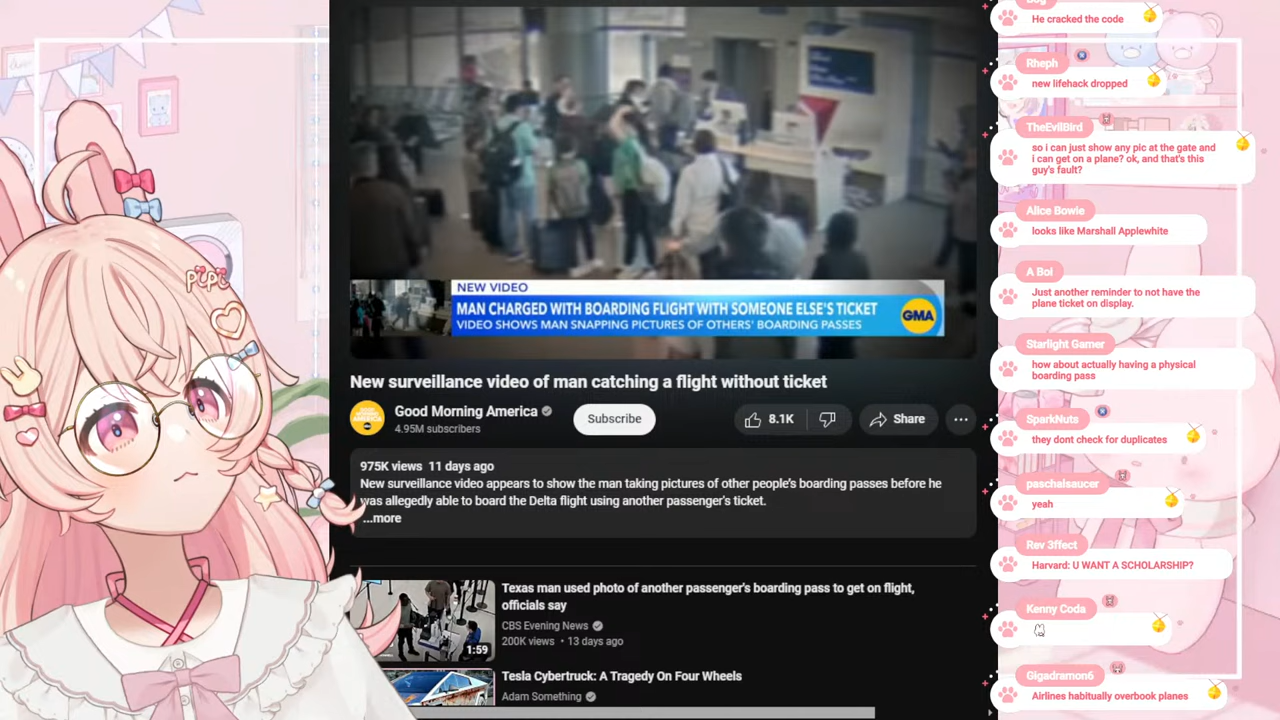 PiPi
NEW VIDEO
MAN CHARGED WITH BOARDING FLIGHT WITH SOMEONE ELSE'S TICKET
VIDEO SHOWS MAN SNAPPING PICTURES OF OTHERS' BOARDING PASSES
GMA
New surveillance video of man catching a flight without ticket
Good Morning America
4.95M subscribers
Subscribe
8.1K
Share
975K views 11 days ago
New surveillance video appears to show the man taking pictures of other people's boarding passes before he
was allegedly able to board the Delta flight using another passenger's ticket.
...more
1:59
Texas man used photo of another passenger's boarding pass to get on flight,
officials say
CBS Evening News
200K views • 13 days ago
Tesla Cybertruck: A Tragedy On Four Wheels
Adam Something
He cracked the code
Rheph
new lifehack dropped
TheEvilBird
so i can just show any pic at the gate and
i can get on a plane? ok, and that's this
guy's fault?
Alice Bowie
looks like Marshall Applewhite
A Boi
Just another reminder to not have the
plane ticket on display.
Starlight Gamer
how about actually having a physical
boarding pass
SparkNuts
they dont check for duplicates
paschalsaucer
yeah
Rev 3ffect
Harvard: U WANT A SCHOLARSHIP?
Kenny Coda
Gigadramon6
Airlines habitually overbook planes